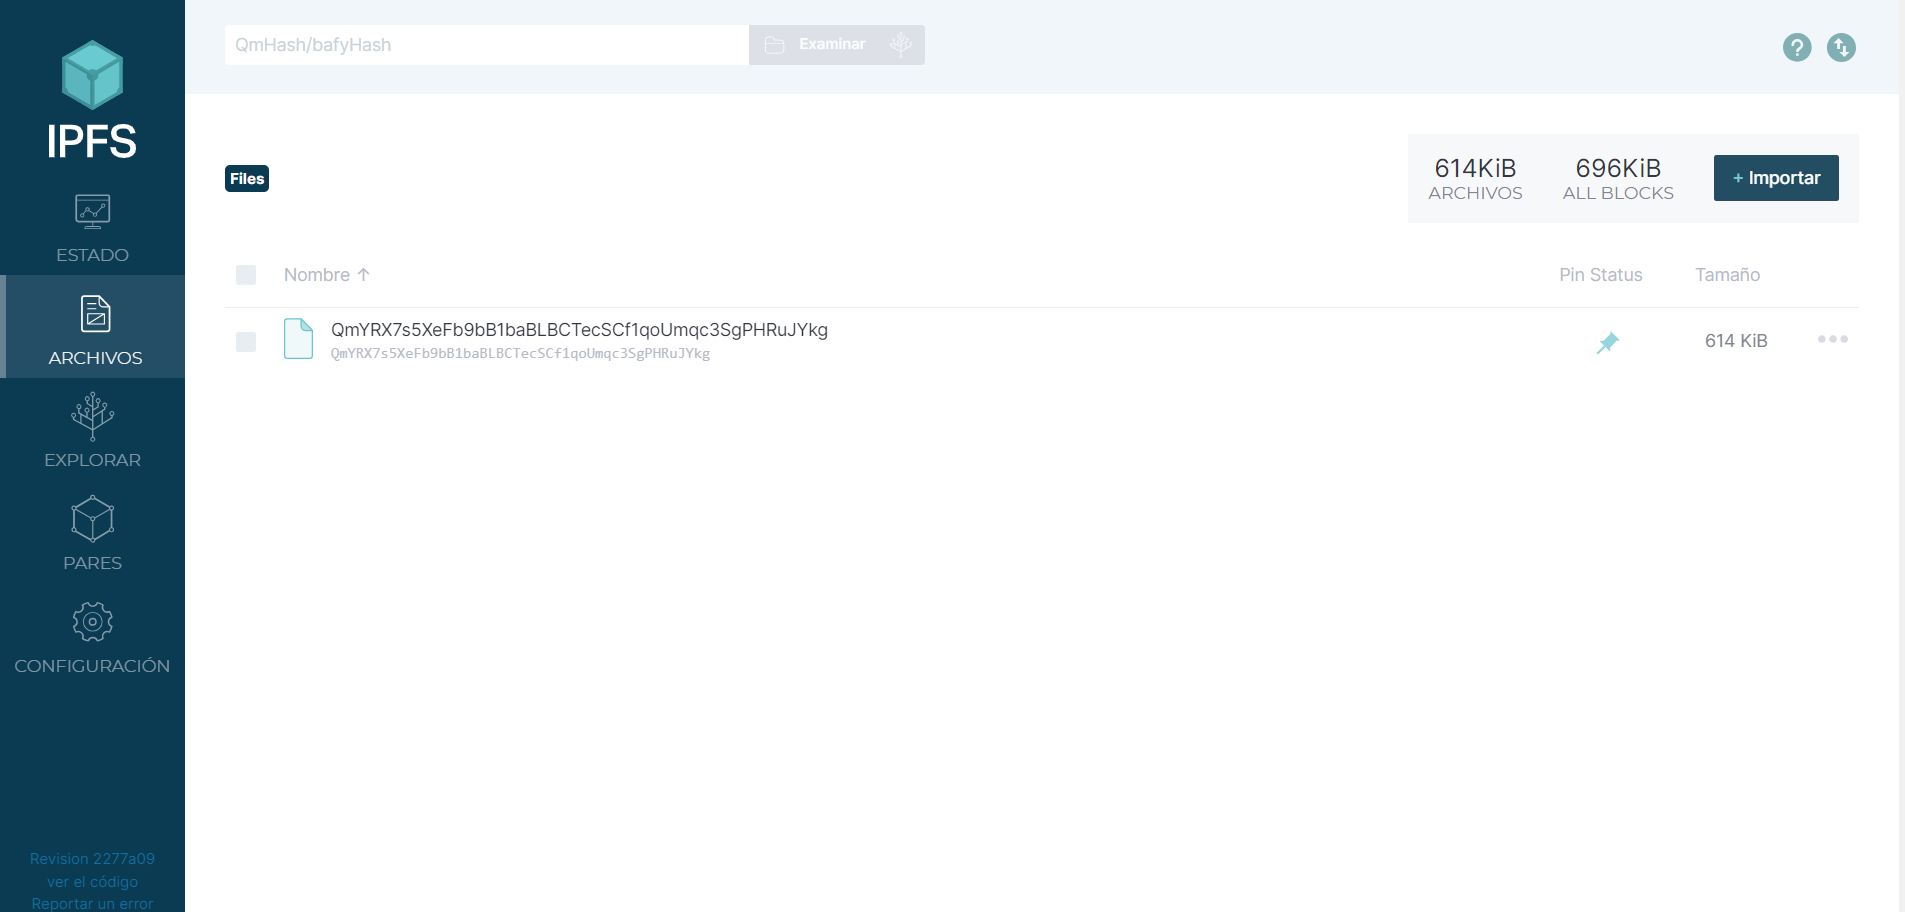 IPFS
ESTADO
ARCHIVOS
EXPLORAR
PARES
CONFIGURACIÓN
Revision 2277a09
ver el código
Reportar un error
QmHash/bafyHash
Examinar
?
Files
614KiB
ARCHIVOS
696KiB
ALL BLOCKS
+ Importar
Nombre ↑
Pin Status
Tamaño
QmYRX7s5XeFb9bB1baBLBCTecSCf1qoUmqc3SgPHRuJYkg
614 KiB
QmYRX7s5XeFb9bB1baBLBCTecSCf1qoUmqc3SgPHRuJYkg